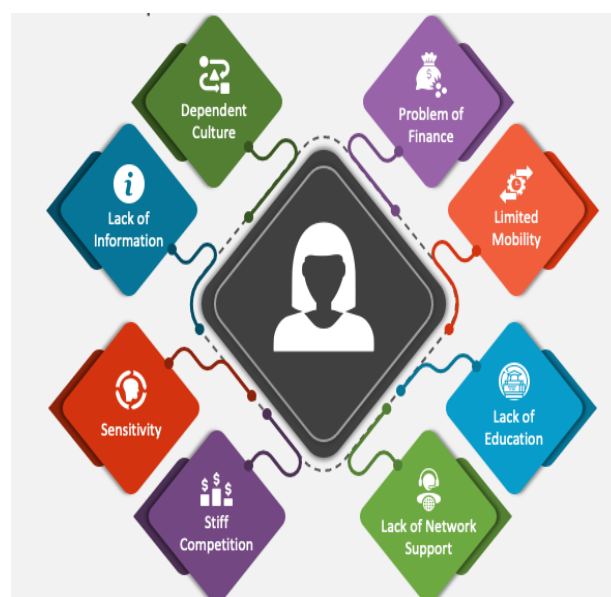 Dependent
Culture
Problem of
Finance
Lack of
Information
Limited
Mobility
Sensitivity
Lack of
Education
Stiff
Competition
Lack of Network
Support